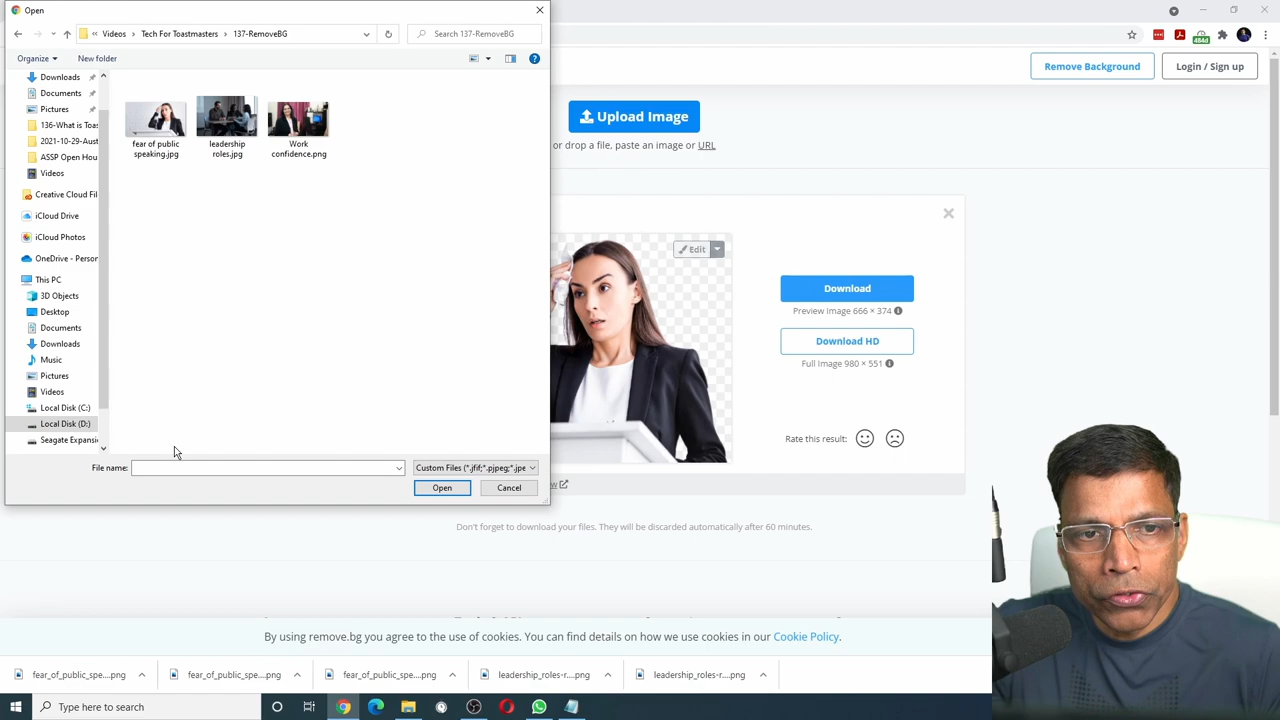 Open
Videos
Tech For Toastmasters
137-RemoveBG
Search 137-RemoveBG
Organize
New folder
Remove Background
Login / Sign up
484d
Downloads
Documents
Pictures
136-What is Toas
2021-10-29-Aust
ASSP Open Hou
Videos
Creative Cloud Fil
iCloud Drive
iCloud Photos
OneDrive - Person
This PC
3D Objects
Desktop
Documents
Downloads
Music
Pictures
Videos
Local Disk (C:)
Local Disk (D:)
Seagate Expansi
fear of public
speaking.jpg
leadership
roles.jpg
Work
confidence.png
File name:
Custom Files (*.jfif;*.pjpeg;*.jpe
Open
Cancel
Upload Image
or drop a file, paste an image or URL
Edit
Download
Preview Image 666 × 374
Download HD
Full Image 980 × 551
Rate this result:
Don't forget to download your files. They will be discarded automatically after 60 minutes.
By using remove.bg you agree to the use of cookies. You can find details on how we use cookies in our Cookie Policy.
fear_of_public_spe....png
fear_of_public_spe....png
fear_of_public_spe....png
leadership_roles-r....png
leadership_roles-r....png
Type here to search